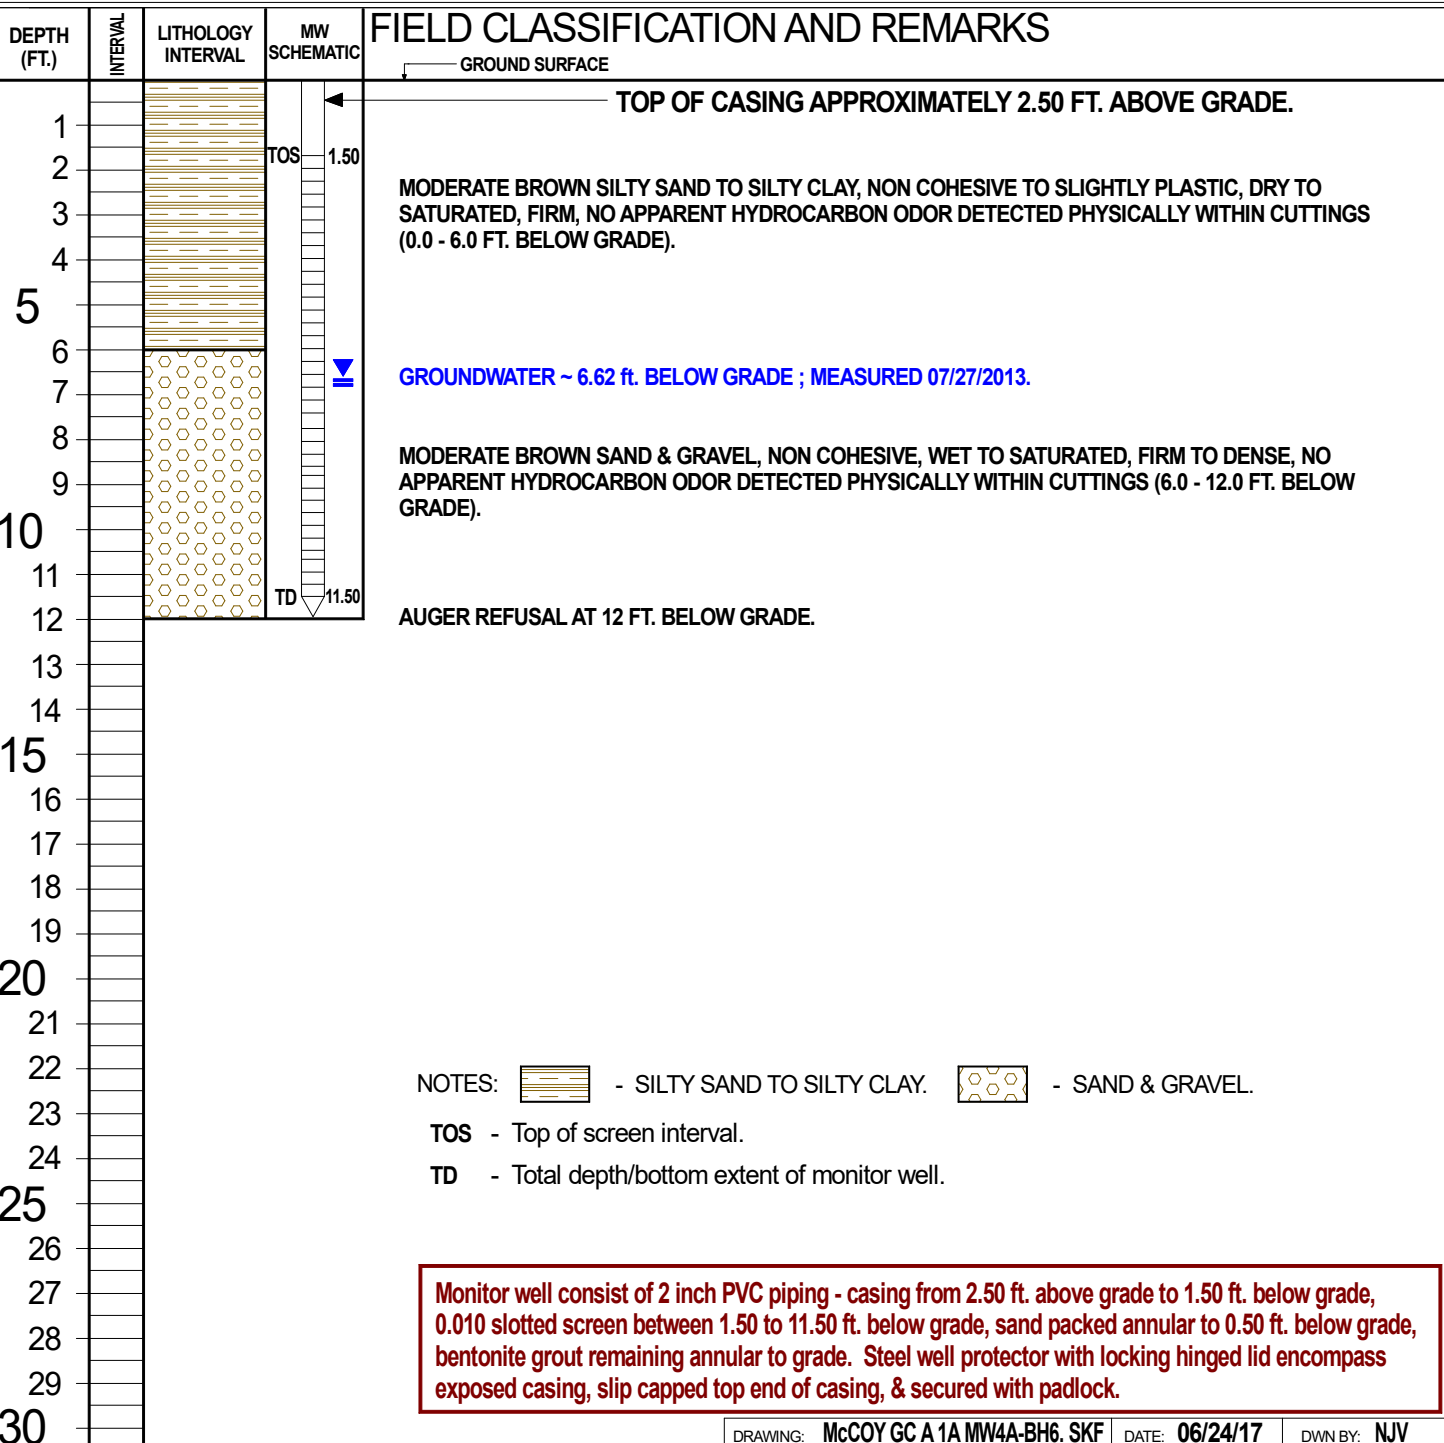 DEPTH
(FT.)
INTERVAL
LITHOLOGY
INTERVAL
MW
SCHEMATIC
FIELD CLASSIFICATION AND REMARKS
GROUND SURFACE
TOP OF CASING APPROXIMATELY 2.50 FT. ABOVE GRADE.
1
TOS 1.50
2
MODERATE BROWN SILTY SAND TO SILTY CLAY, NON COHESIVE TO SLIGHTLY PLASTIC, DRY TO
SATURATED, FIRM, NO APPARENT HYDROCARBON ODOR DETECTED PHYSICALLY WITHIN CUTTINGS
(0.0 - 6.0 FT. BELOW GRADE).
3
4
5
6
GROUNDWATER ~ 6.62 ft. BELOW GRADE ; MEASURED 07/27/2013.
7
8
MODERATE BROWN SAND & GRAVEL, NON COHESIVE, WET TO SATURATED, FIRM TO DENSE, NO
APPARENT HYDROCARBON ODOR DETECTED PHYSICALLY WITHIN CUTTINGS (6.0 - 12.0 FT. BELOW
GRADE).
9
10
11
TD 11.50
12
AUGER REFUSAL AT 12 FT. BELOW GRADE.
13
14
15
16
17
18
19
20
21
22
NOTES: - SILTY SAND TO SILTY CLAY. - SAND & GRAVEL.
23
TOS - Top of screen interval.
24
TD - Total depth/bottom extent of monitor well.
25
26
27
28
29
30
Monitor well consist of 2 inch PVC piping - casing from 2.50 ft. above grade to 1.50 ft. below grade,
0.010 slotted screen between 1.50 to 11.50 ft. below grade, sand packed annular to 0.50 ft. below grade,
bentonite grout remaining annular to grade. Steel well protector with locking hinged lid encompass
exposed casing, slip capped top end of casing, & secured with padlock.
DRAWING: McCOY GC A 1A MW4A-BH6. SKF DATE: 06/24/17 DWN BY: NJV